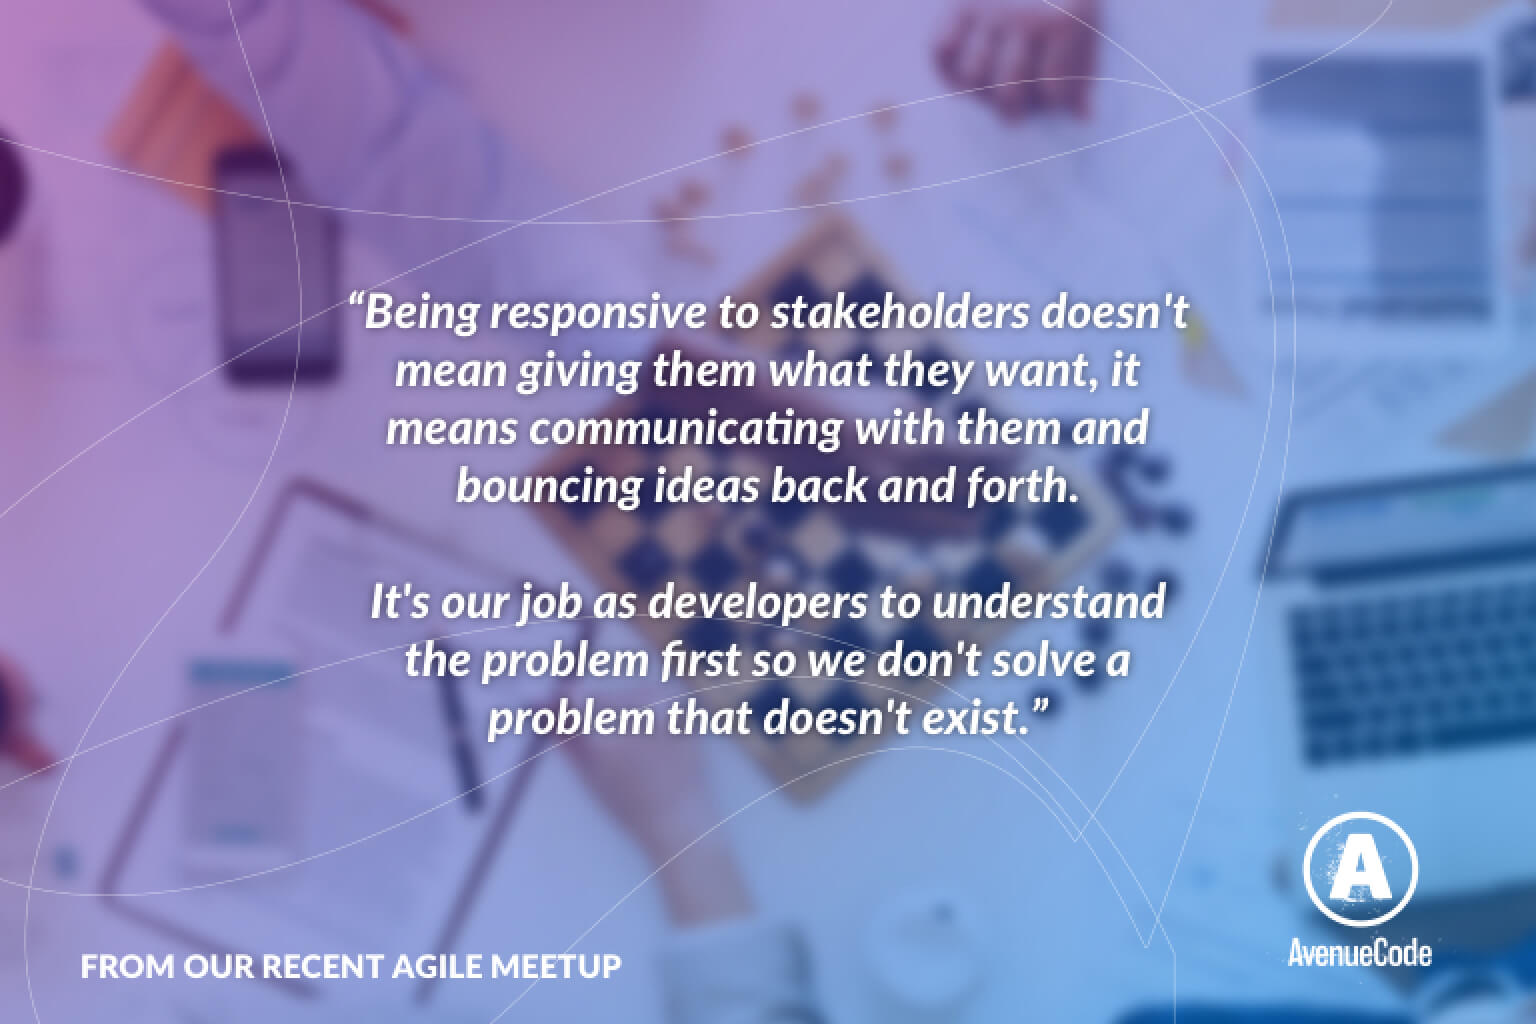 “Being responsive to stakeholders doesn't
mean giving them what they want, it
means communicating with them and
bouncing ideas back and forth.
It's our job as developers to understand
the problem first so we don't solve a
problem that doesn't exist.”
FROM OUR RECENT AGILE MEETUP
A
AvenueCode